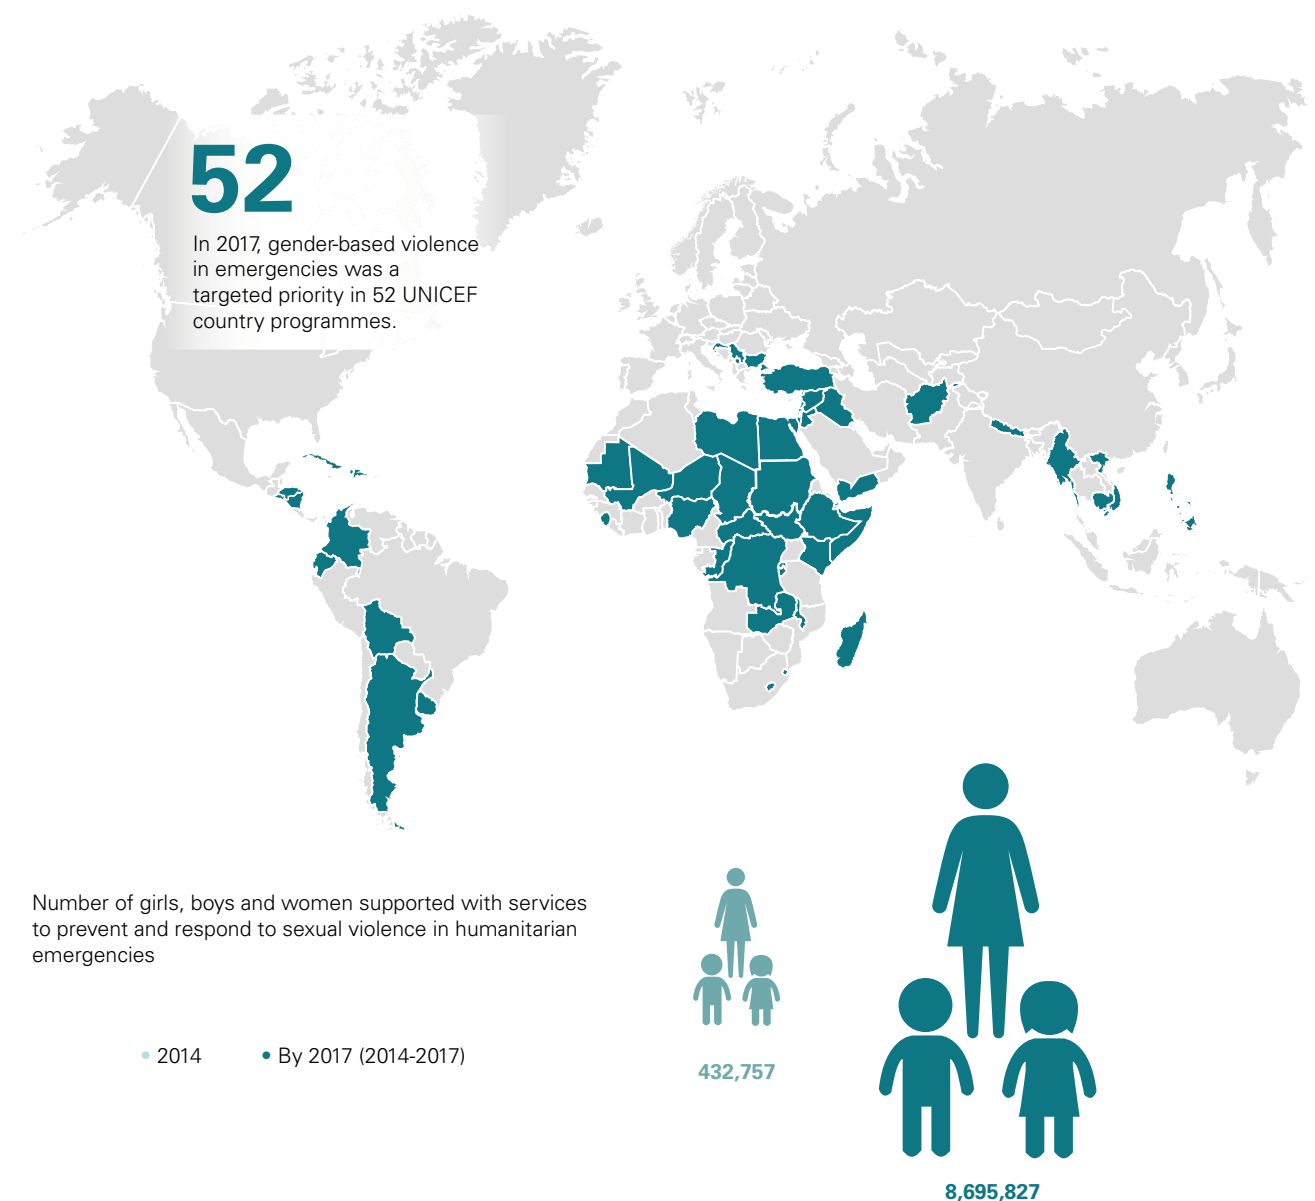 52
In 2017, gender-based violence
in emergencies was a
targeted priority in 52 UNICEF
country programmes.
Number of girls, boys and women supported with services
to prevent and respond to sexual violence in humanitarian
emergencies
• 2014 • By 2017 (2014-2017)
432,757
8,695,827